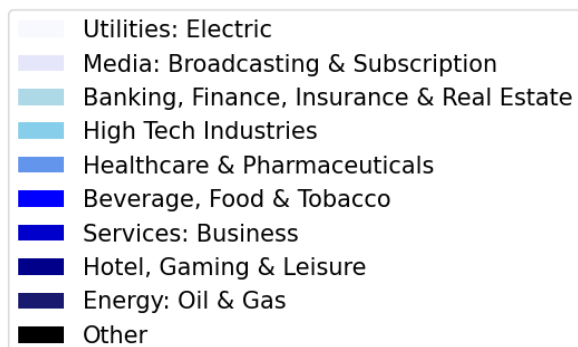 Utilities: Electric
Media: Broadcasting & Subscription
Banking, Finance, Insurance & Real Estate
High Tech Industries
Healthcare & Pharmaceuticals
Beverage, Food & Tobacco
Services: Business
Hotel, Gaming & Leisure
Energy: Oil & Gas
Other